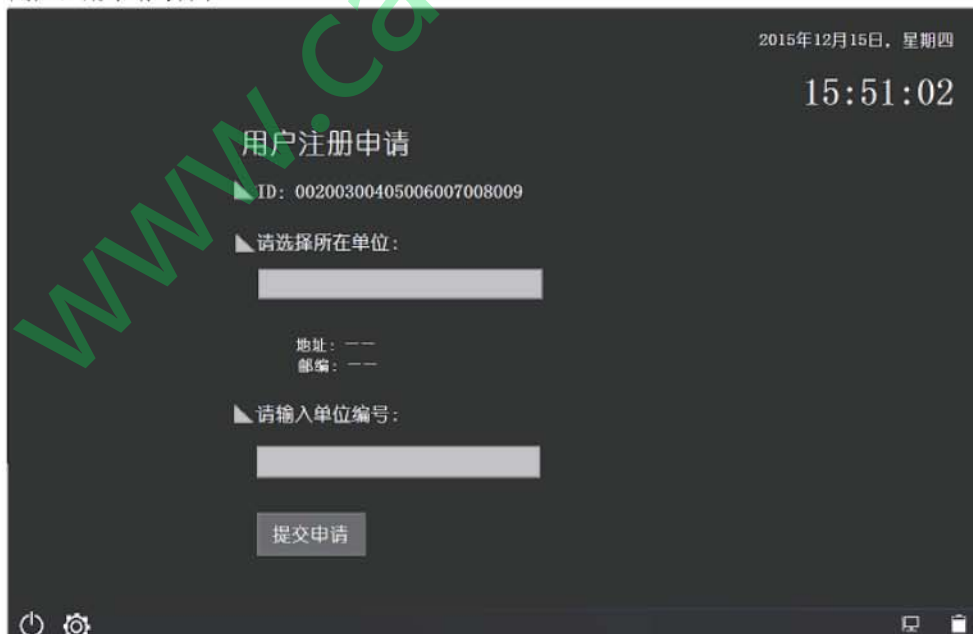 2015年12月15日，星期四
15:51:02
用户注册申请
ID: 002003004050060070080​09
请选择所在单位：
地址：——
邮编：——
请输入单位编号：
提交申请
www.ca